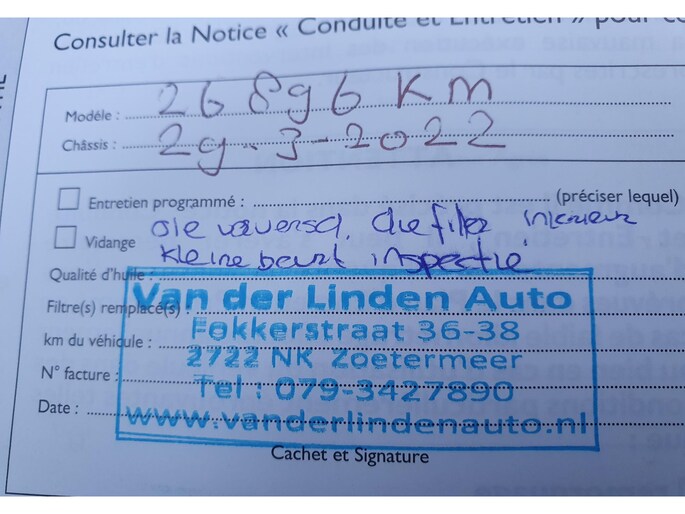 Consulter la Notice « Conduite et Entretien » pour
Modèle : 26896 KM
Châssis : 29-3-2022
Entretien programmé : (préciser lequel)
Vidange olie ververscl. oliefilter interieur
kleine beurt inspectie
Qualité d'huile :
Filtre(s) remplacé(s) :
km du véhicule :
N° facture :
Date :
Van der Linden Auto
Fokkerstraat 36-38
2722 NK Zoetermeer
Tel : 079-3427890
www.vanderlindenauto.nl
Cachet et Signature